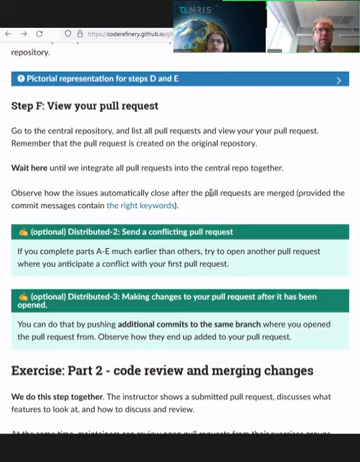 https://coderefinery.github.io/gi
NRIS
repository.
Pictorial representation for steps D and E
Step F: View your pull request
Go to the central repository, and list all pull requests and view your your pull request.
Remember that the pull request is created on the original repostory.
Wait here until we integrate all pull requests into the central repo together.
Observe how the issues automatically close after the pull requests are merged (provided the
commit messages contain the right keywords).
(optional) Distributed-2: Send a conflicting pull request
If you complete parts A-E much earlier than others, try to open another pull request
where you anticipate a conflict with your first pull request.
(optional) Distributed-3: Making changes to your pull request after it has been
opened.
You can do that by pushing additional commits to the same branch where you opened
the pull request from. Observe how they end up added to your pull request.
Exercise: Part 2 - code review and merging changes
We do this step together. The instructor shows a submitted pull request, discusses what
features to look at, and how to discuss and review.